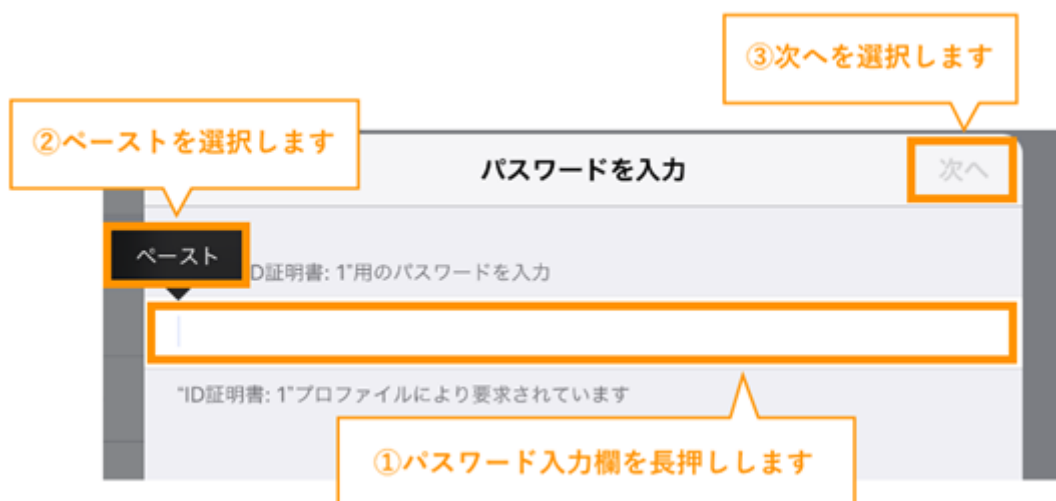 ③次へを選択します
②ペーストを選択します
パスワードを入力
次へ
ペースト
D証明書: 1"用のパスワードを入力
"ID証明書: 1"プロファイルにより要求されています
①パスワード入力欄を長押しします